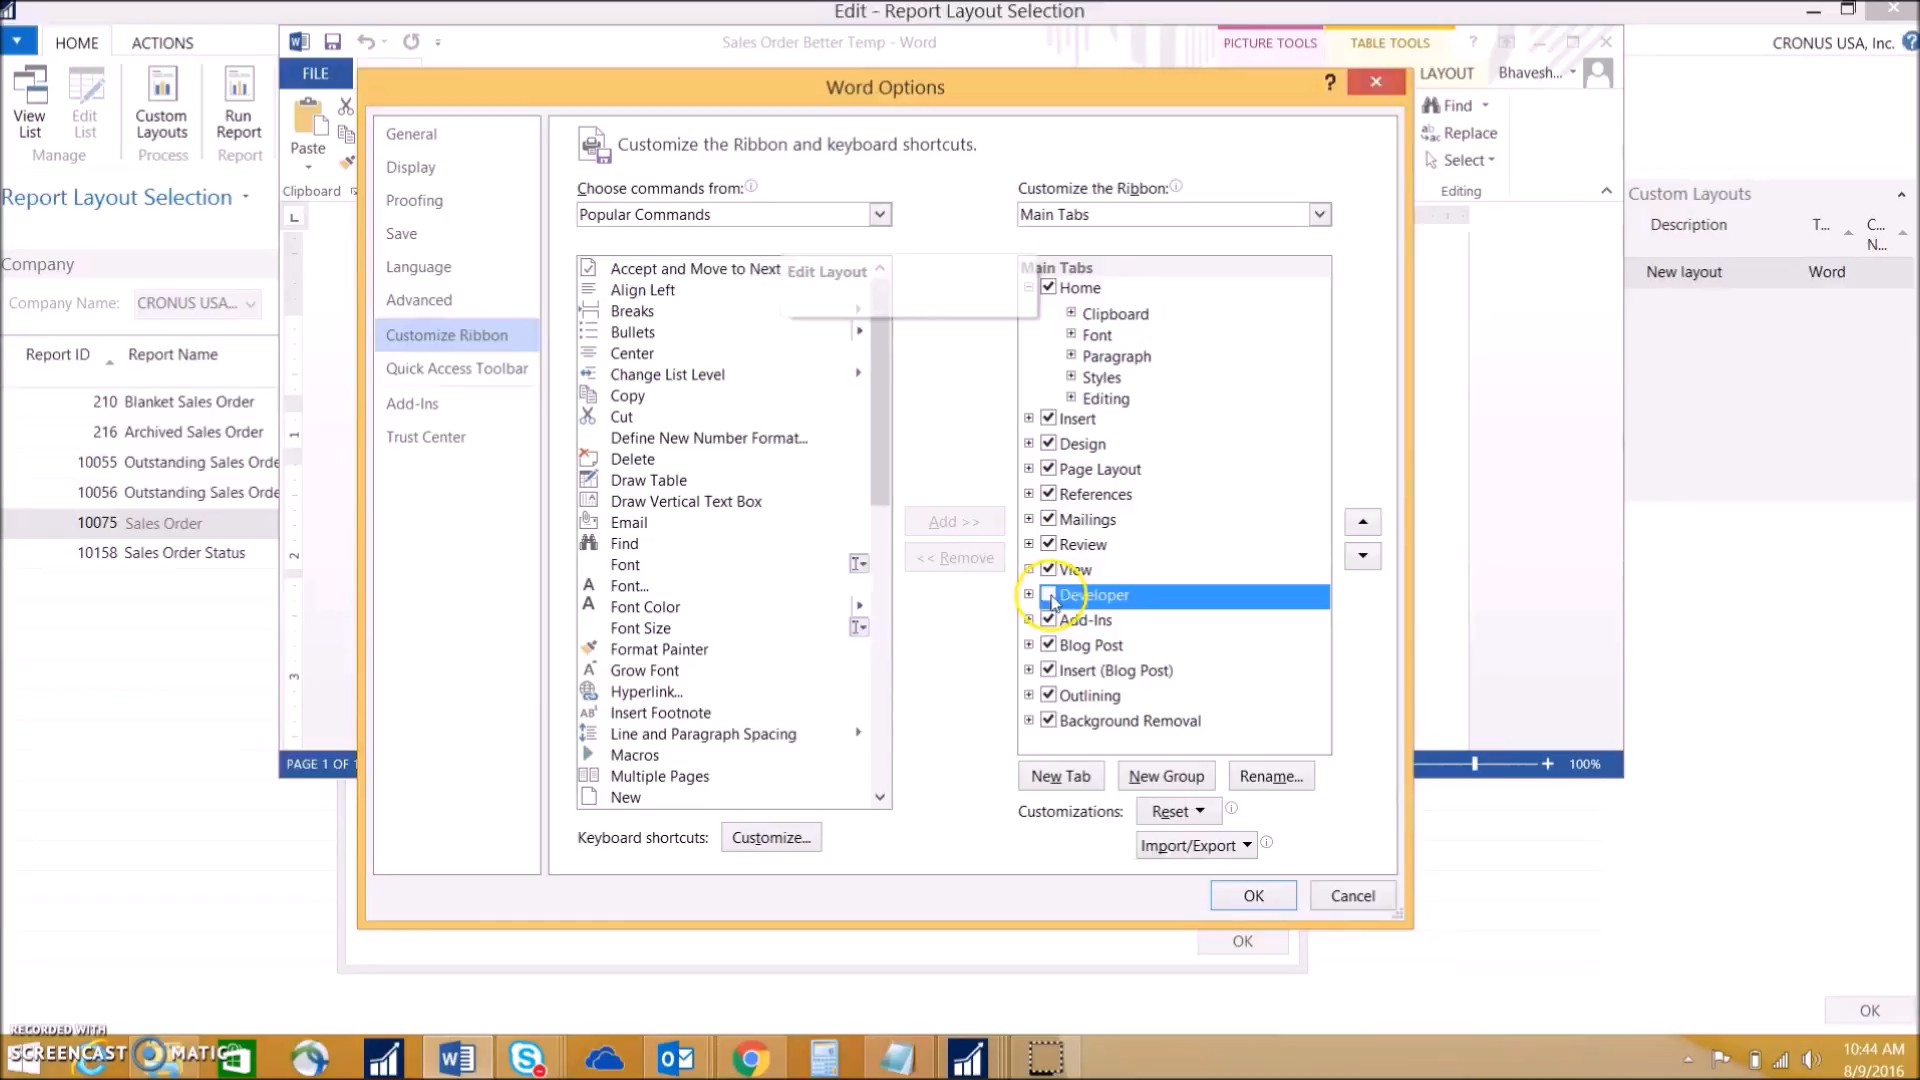 Edit - Report Layout Selection
HOME
ACTIONS
Sales Order Better Temp - Word
PICTURE TOOLS
TABLE TOOLS
CRONUS USA, Inc.
View List
Edit List
Manage
Custom Layouts
Process
Run Report
Report
FILE
Paste
Clipboard
LAYOUT
Bhavesh...
Find
Replace
Select
Editing
Report Layout Selection
Company
Company Name:
CRONUS USA...
Report ID
Report Name
210 Blanket Sales Order
216 Archived Sales Order
10055 Outstanding Sales Orde
10056 Outstanding Sales Orde
10075 Sales Order
10158 Sales Order Status
Word Options
General
Display
Proofing
Save
Language
Advanced
Customize Ribbon
Quick Access Toolbar
Add-Ins
Trust Center
Customize the Ribbon and keyboard shortcuts.
Choose commands from:
Popular Commands
Accept and Move to Next
Edit Layout
Align Left
Breaks
Bullets
Center
Change List Level
Copy
Cut
Define New Number Format...
Delete
Draw Table
Draw Vertical Text Box
Email
Find
Font
Font...
Font Color
Font Size
Format Painter
Grow Font
Hyperlink...
Insert Footnote
Line and Paragraph Spacing
Macros
Multiple Pages
New
Keyboard shortcuts:
Customize...
Add >>
<< Remove
Customize the Ribbon:
Main Tabs
Main Tabs
Home
Clipboard
Font
Paragraph
Styles
Editing
Insert
Design
Page Layout
References
Mailings
Review
View
Developer
Add-Ins
Blog Post
Insert (Blog Post)
Outlining
Background Removal
New Tab
New Group
Rename...
Customizations:
Reset
Import/Export
OK
Cancel
OK
Custom Layouts
Description
T...
C...
N...
New layout
Word
1
2
3
PAGE 1 OF 1
100%
OK
RECORDED WITH
SCREENCAST
MATIC
10:44 AM
8/9/2016